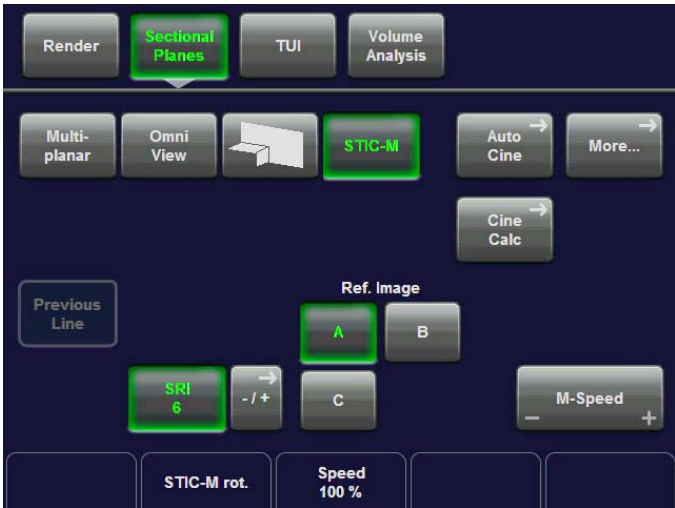 Render
Sectional
Planes
TUI
Volume
Analysis
Multi-
planar
Omni
View
STIC-M
Auto
Cine
More...
Cine
Calc
Ref. Image
Previous
Line
A
B
SRI
6
- / +
C
M-Speed
− +
STIC-M rot.
Speed
100 %